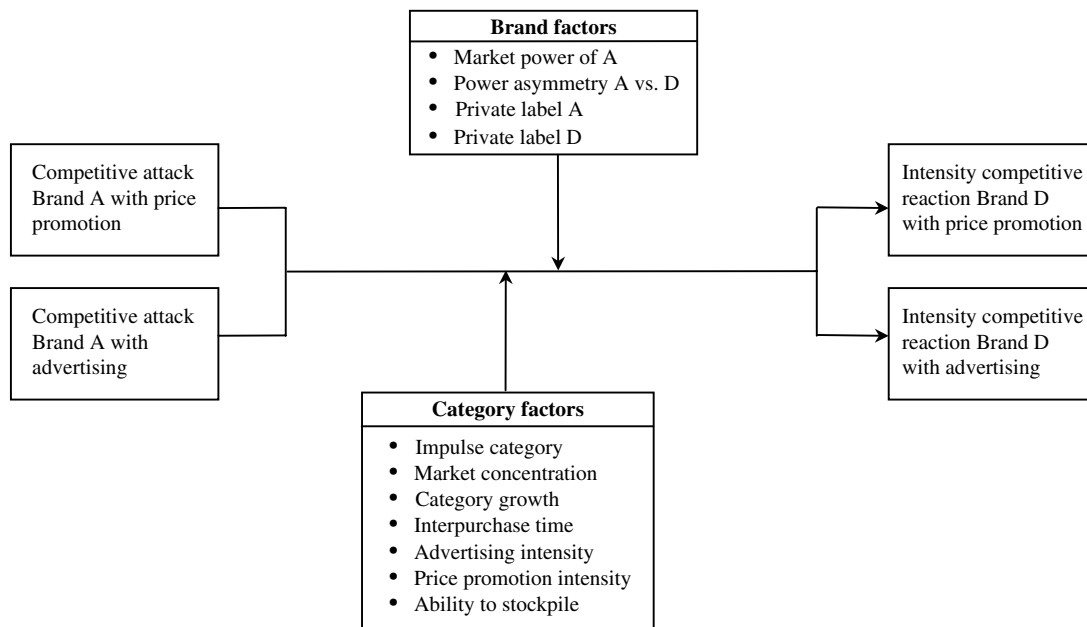 Brand factors
• Market power of A
• Power asymmetry A vs. D
• Private label A
• Private label D
Competitive attack
Brand A with price
promotion
Intensity competitive
reaction Brand D
with price promotion
Competitive attack
Brand A with
advertising
Intensity competitive
reaction Brand D
with advertising
Category factors
• Impulse category
• Market concentration
• Category growth
• Interpurchase time
• Advertising intensity
• Price promotion intensity
• Ability to stockpile